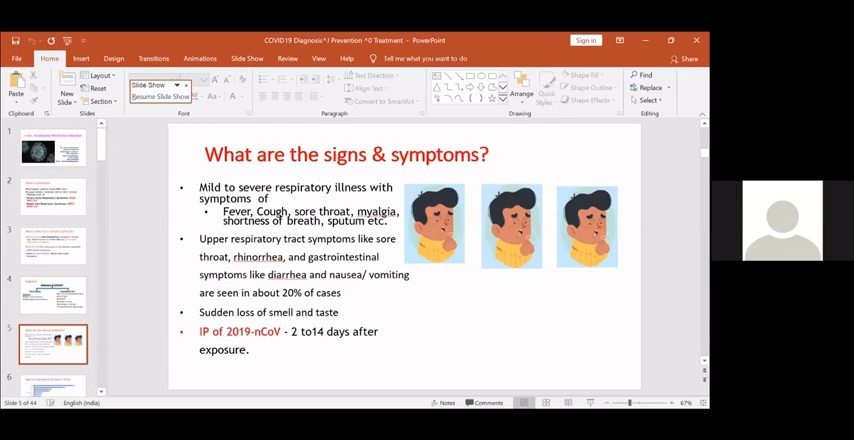 COVID19 Diagnosis^J Prevention ^0 Treatment - PowerPoint
Sign in
File Home Insert Design Transitions Animations Slide Show Review View Help Tell me what you want to do Share
Paste
New Slide
Layout
Reset
Section
Slide Show
Resume Slide Show
Text Direction
Align Text
Convert to SmartArt
Arrange
Quick Styles
Shape Fill
Shape Outline
Shape Effects
Find
Replace
Select
Clipboard Slides Font Paragraph Drawing Editing
1
2
3
4
5
6
What are the signs & symptoms?
• Mild to severe respiratory illness with
symptoms of
• Fever, Cough, sore throat, myalgia,
shortness of breath, sputum etc.
• Upper respiratory tract symptoms like sore
throat, rhinorrhea, and gastrointestinal
symptoms like diarrhea and nausea/ vomiting
are seen in about 20% of cases
• Sudden loss of smell and taste
• IP of 2019-nCoV - 2 to14 days after
exposure.
Slide 5 of 44 English (India) Notes Comments 67%